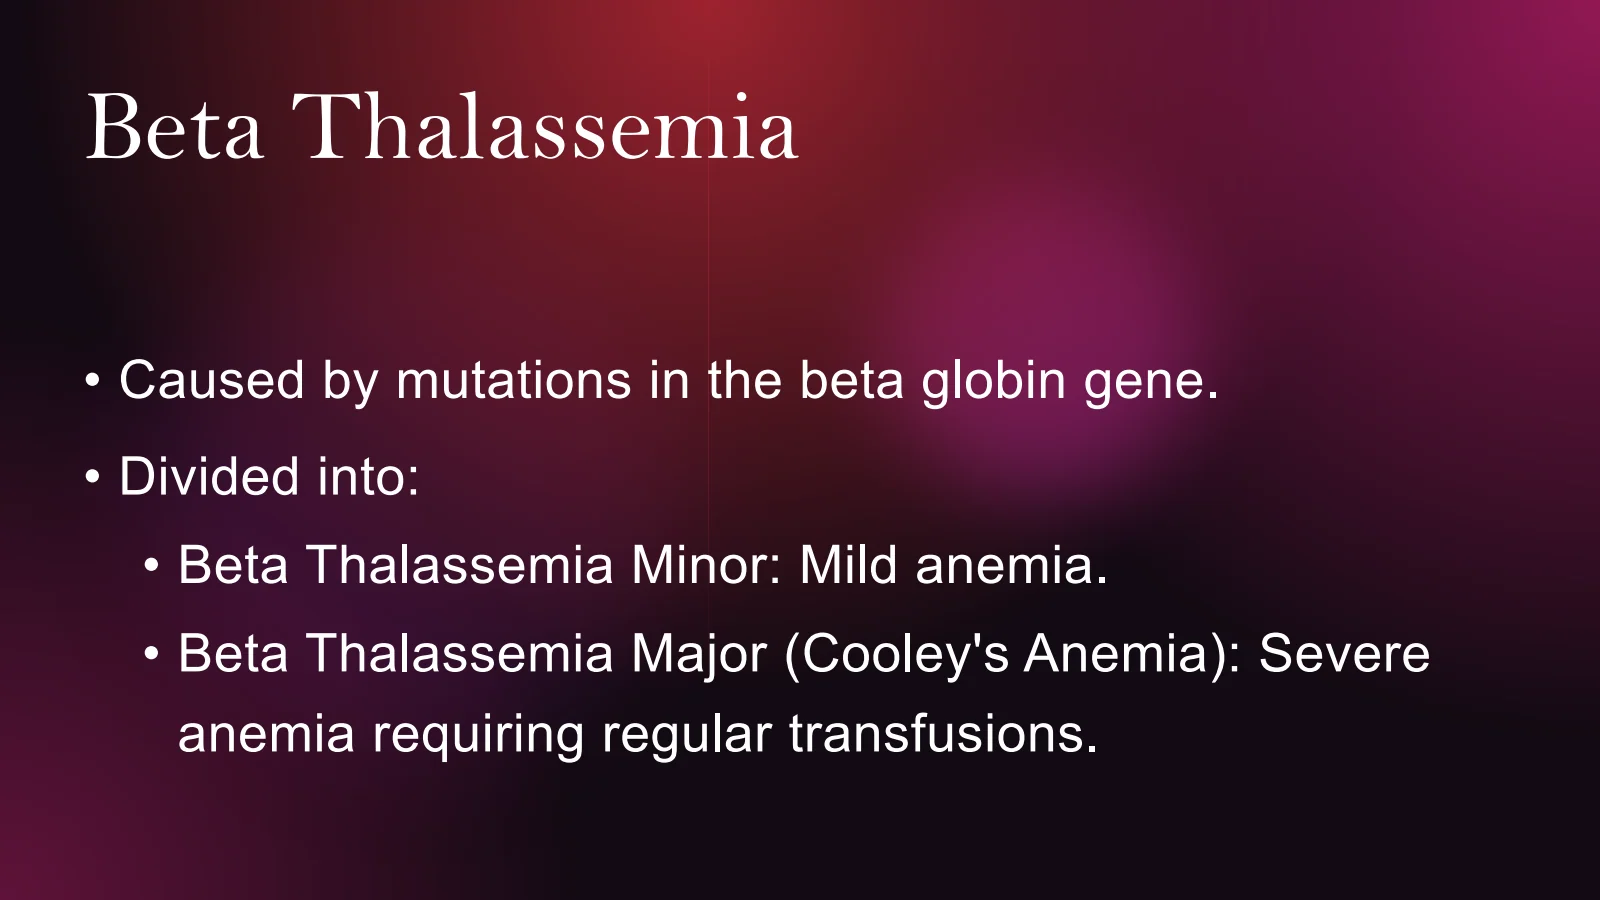 Beta Thalassemia
• Caused by mutations in the beta globin gene.
• Divided into:
• Beta Thalassemia Minor: Mild anemia.
• Beta Thalassemia Major (Cooley's Anemia): Severe
anemia requiring regular transfusions.